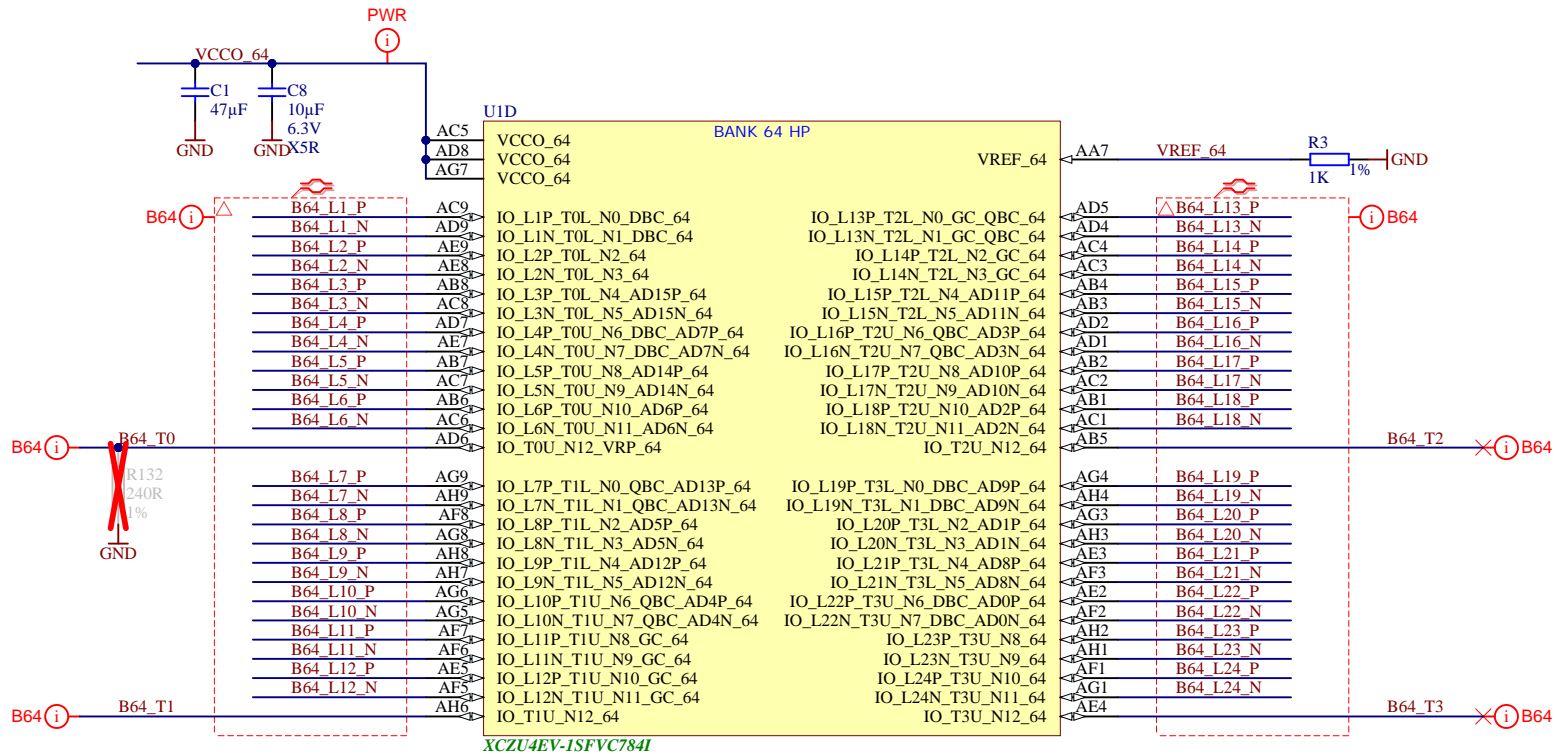 PWR
i
VCCO_64
C1
47µF
C8
10µF
6.3V
X5R
GND
GND
U1D
BANK 64 HP
AC5 VCCO_64
AD8 VCCO_64
AG7 VCCO_64
VREF_64 AA7 VREF_64
R3
1K
1%
GND
B64 i
i B64
B64_L1_P AC9 IO_L1P_T0L_N0_DBC_64
B64_L1_N AD9 IO_L1N_T0L_N1_DBC_64
B64_L2_P AE9 IO_L2P_T0L_N2_64
B64_L2_N AE8 IO_L2N_T0L_N3_64
B64_L3_P AB8 IO_L3P_T0L_N4_AD15P_64
B64_L3_N AC8 IO_L3N_T0L_N5_AD15N_64
B64_L4_P AD7 IO_L4P_T0U_N6_DBC_AD7P_64
B64_L4_N AE7 IO_L4N_T0U_N7_DBC_AD7N_64
B64_L5_P AB7 IO_L5P_T0U_N8_AD14P_64
B64_L5_N AC7 IO_L5N_T0U_N9_AD14N_64
B64_L6_P AB6 IO_L6P_T0U_N10_AD6P_64
B64_L6_N AC6 IO_L6N_T0U_N11_AD6N_64
B64 i B64_T0 AD6 IO_T0U_N12_VRP_64
R132
240R
1%
GND
B64_L7_P AG9 IO_L7P_T1L_N0_QBC_AD13P_64
B64_L7_N AH9 IO_L7N_T1L_N1_QBC_AD13N_64
B64_L8_P AF8 IO_L8P_T1L_N2_AD5P_64
B64_L8_N AG8 IO_L8N_T1L_N3_AD5N_64
B64_L9_P AH8 IO_L9P_T1L_N4_AD12P_64
B64_L9_N AH7 IO_L9N_T1L_N5_AD12N_64
B64_L10_P AG6 IO_L10P_T1U_N6_QBC_AD4P_64
B64_L10_N AG5 IO_L10N_T1U_N7_QBC_AD4N_64
B64_L11_P AF7 IO_L11P_T1U_N8_GC_64
B64_L11_N AF6 IO_L11N_T1U_N9_GC_64
B64_L12_P AE5 IO_L12P_T1U_N10_GC_64
B64_L12_N AF5 IO_L12N_T1U_N11_GC_64
B64 i B64_T1 AH6 IO_T1U_N12_64
IO_L13P_T2L_N0_GC_QBC_64 AD5 B64_L13_P
IO_L13N_T2L_N1_GC_QBC_64 AD4 B64_L13_N
IO_L14P_T2L_N2_GC_64 AC4 B64_L14_P
IO_L14N_T2L_N3_GC_64 AC3 B64_L14_N
IO_L15P_T2L_N4_AD11P_64 AB4 B64_L15_P
IO_L15N_T2L_N5_AD11N_64 AB3 B64_L15_N
IO_L16P_T2U_N6_QBC_AD3P_64 AD2 B64_L16_P
IO_L16N_T2U_N7_QBC_AD3N_64 AD1 B64_L16_N
IO_L17P_T2U_N8_AD10P_64 AB2 B64_L17_P
IO_L17N_T2U_N9_AD10N_64 AC2 B64_L17_N
IO_L18P_T2U_N10_AD2P_64 AB1 B64_L18_P
IO_L18N_T2U_N11_AD2N_64 AC1 B64_L18_N
IO_T2U_N12_64 AB5 B64_T2 i B64
IO_L19P_T3L_N0_DBC_AD9P_64 AG4 B64_L19_P
IO_L19N_T3L_N1_DBC_AD9N_64 AH4 B64_L19_N
IO_L20P_T3L_N2_AD1P_64 AG3 B64_L20_P
IO_L20N_T3L_N3_AD1N_64 AH3 B64_L20_N
IO_L21P_T3L_N4_AD8P_64 AE3 B64_L21_P
IO_L21N_T3L_N5_AD8N_64 AF3 B64_L21_N
IO_L22P_T3U_N6_DBC_AD0P_64 AE2 B64_L22_P
IO_L22N_T3U_N7_DBC_AD0N_64 AF2 B64_L22_N
IO_L23P_T3U_N8_64 AH2 B64_L23_P
IO_L23N_T3U_N9_64 AH1 B64_L23_N
IO_L24P_T3U_N10_64 AF1 B64_L24_P
IO_L24N_T3U_N11_64 AG1 B64_L24_N
IO_T3U_N12_64 AE4 B64_T3 i B64
XCZU4EV-1SFVC784I